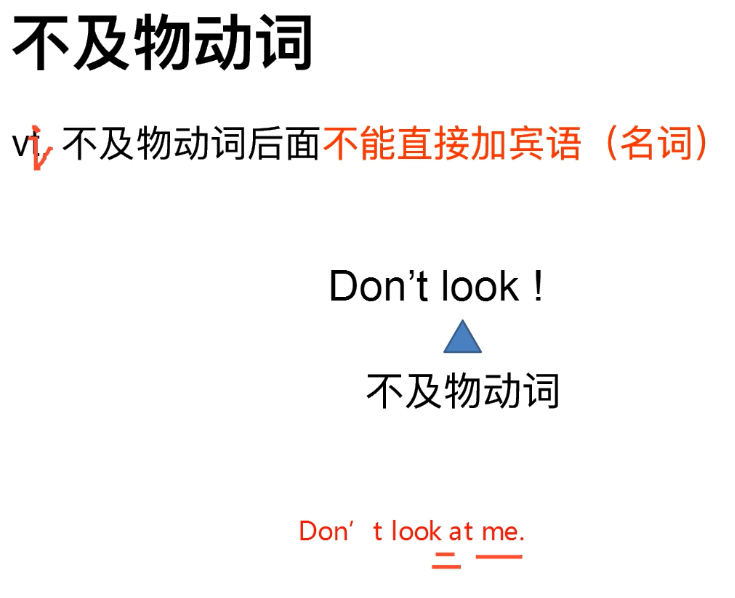 不及物动词
vt. 不及物动词后面不能直接加宾语（名词）
i
Don’t look！
不及物动词
Don’t look at me.